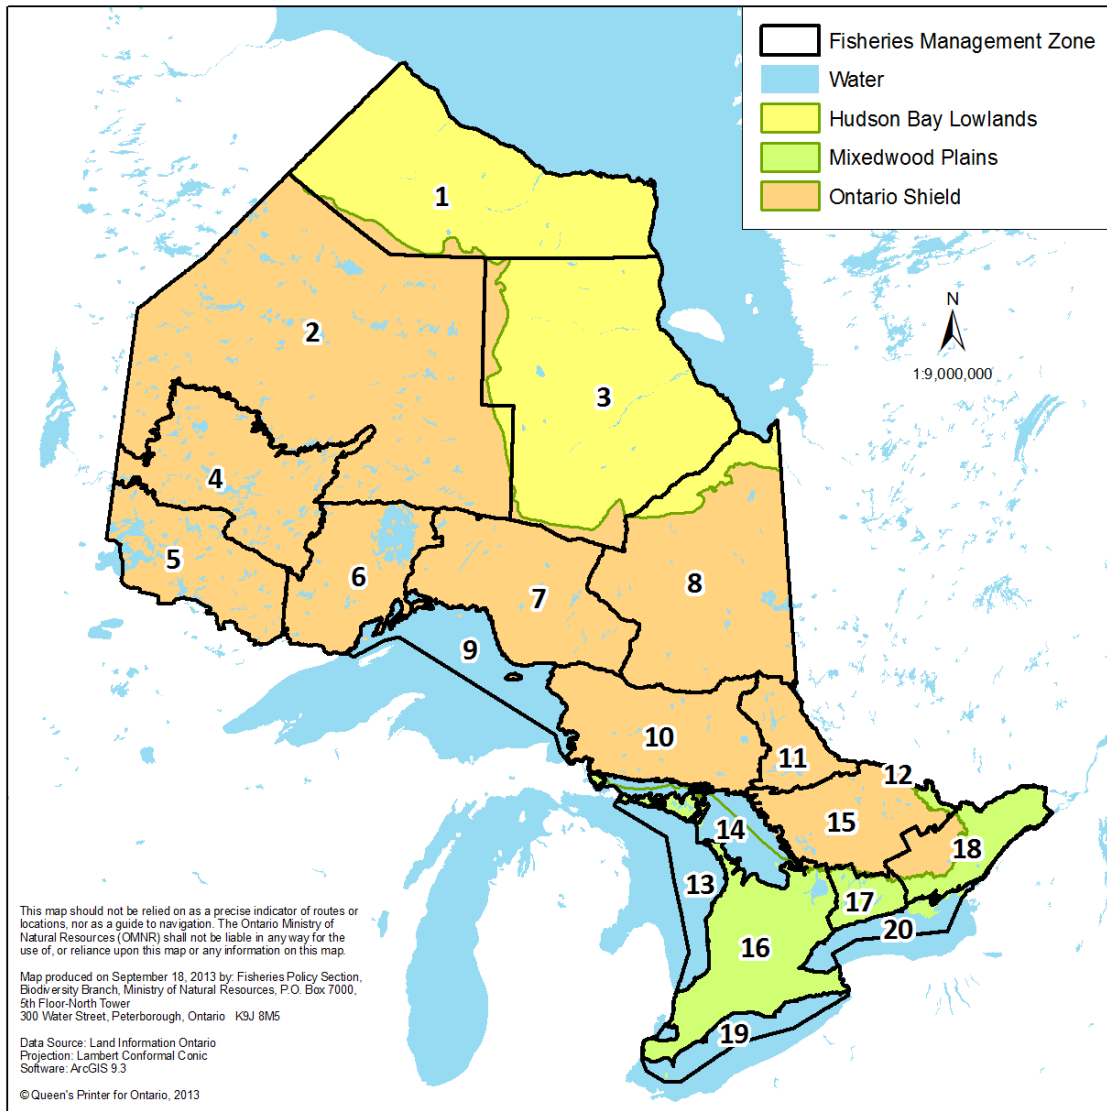 Fisheries Management Zone
Water
Hudson Bay Lowlands
Mixedwood Plains
Ontario Shield
1
N
1:9,000,000
2
3
4
5
6
7
8
9
10
11
12
15
14
18
13
17
20
16
19
This map should not be relied on as a precise indicator of routes or
locations, nor as a guide to navigation. The Ontario Ministry of
Natural Resources (OMNR) shall not be liable in any way for the
use of, or reliance upon this map or any information on this map.
Map produced on September 18, 2013 by: Fisheries Policy Section,
Biodiversity Branch, Ministry of Natural Resources, P.O. Box 7000,
5th Floor-North Tower
300 Water Street, Peterborough, Ontario K9J 8M5
Data Source: Land Information Ontario
Projection: Lambert Conformal Conic
Software: ArcGIS 9.3
© Queen's Printer for Ontario, 2013